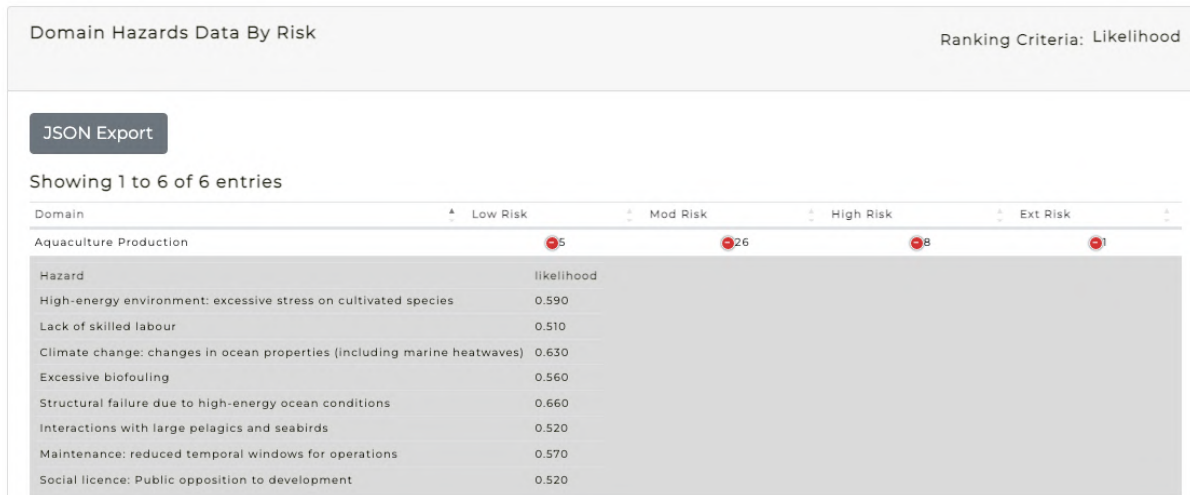 Domain Hazards Data By Risk
Ranking Criteria: Likelihood
JSON Export
Showing 1 to 6 of 6 entries
Domain Low Risk Mod Risk High Risk Ext Risk
Aquaculture Production 5 26 8 1
Hazard likelihood
High-energy environment: excessive stress on cultivated species 0.590
Lack of skilled labour 0.510
Climate change: changes in ocean properties (including marine heatwaves) 0.630
Excessive biofouling 0.560
Structural failure due to high-energy ocean conditions 0.660
Interactions with large pelagics and seabirds 0.520
Maintenance: reduced temporal windows for operations 0.570
Social licence: Public opposition to development 0.520